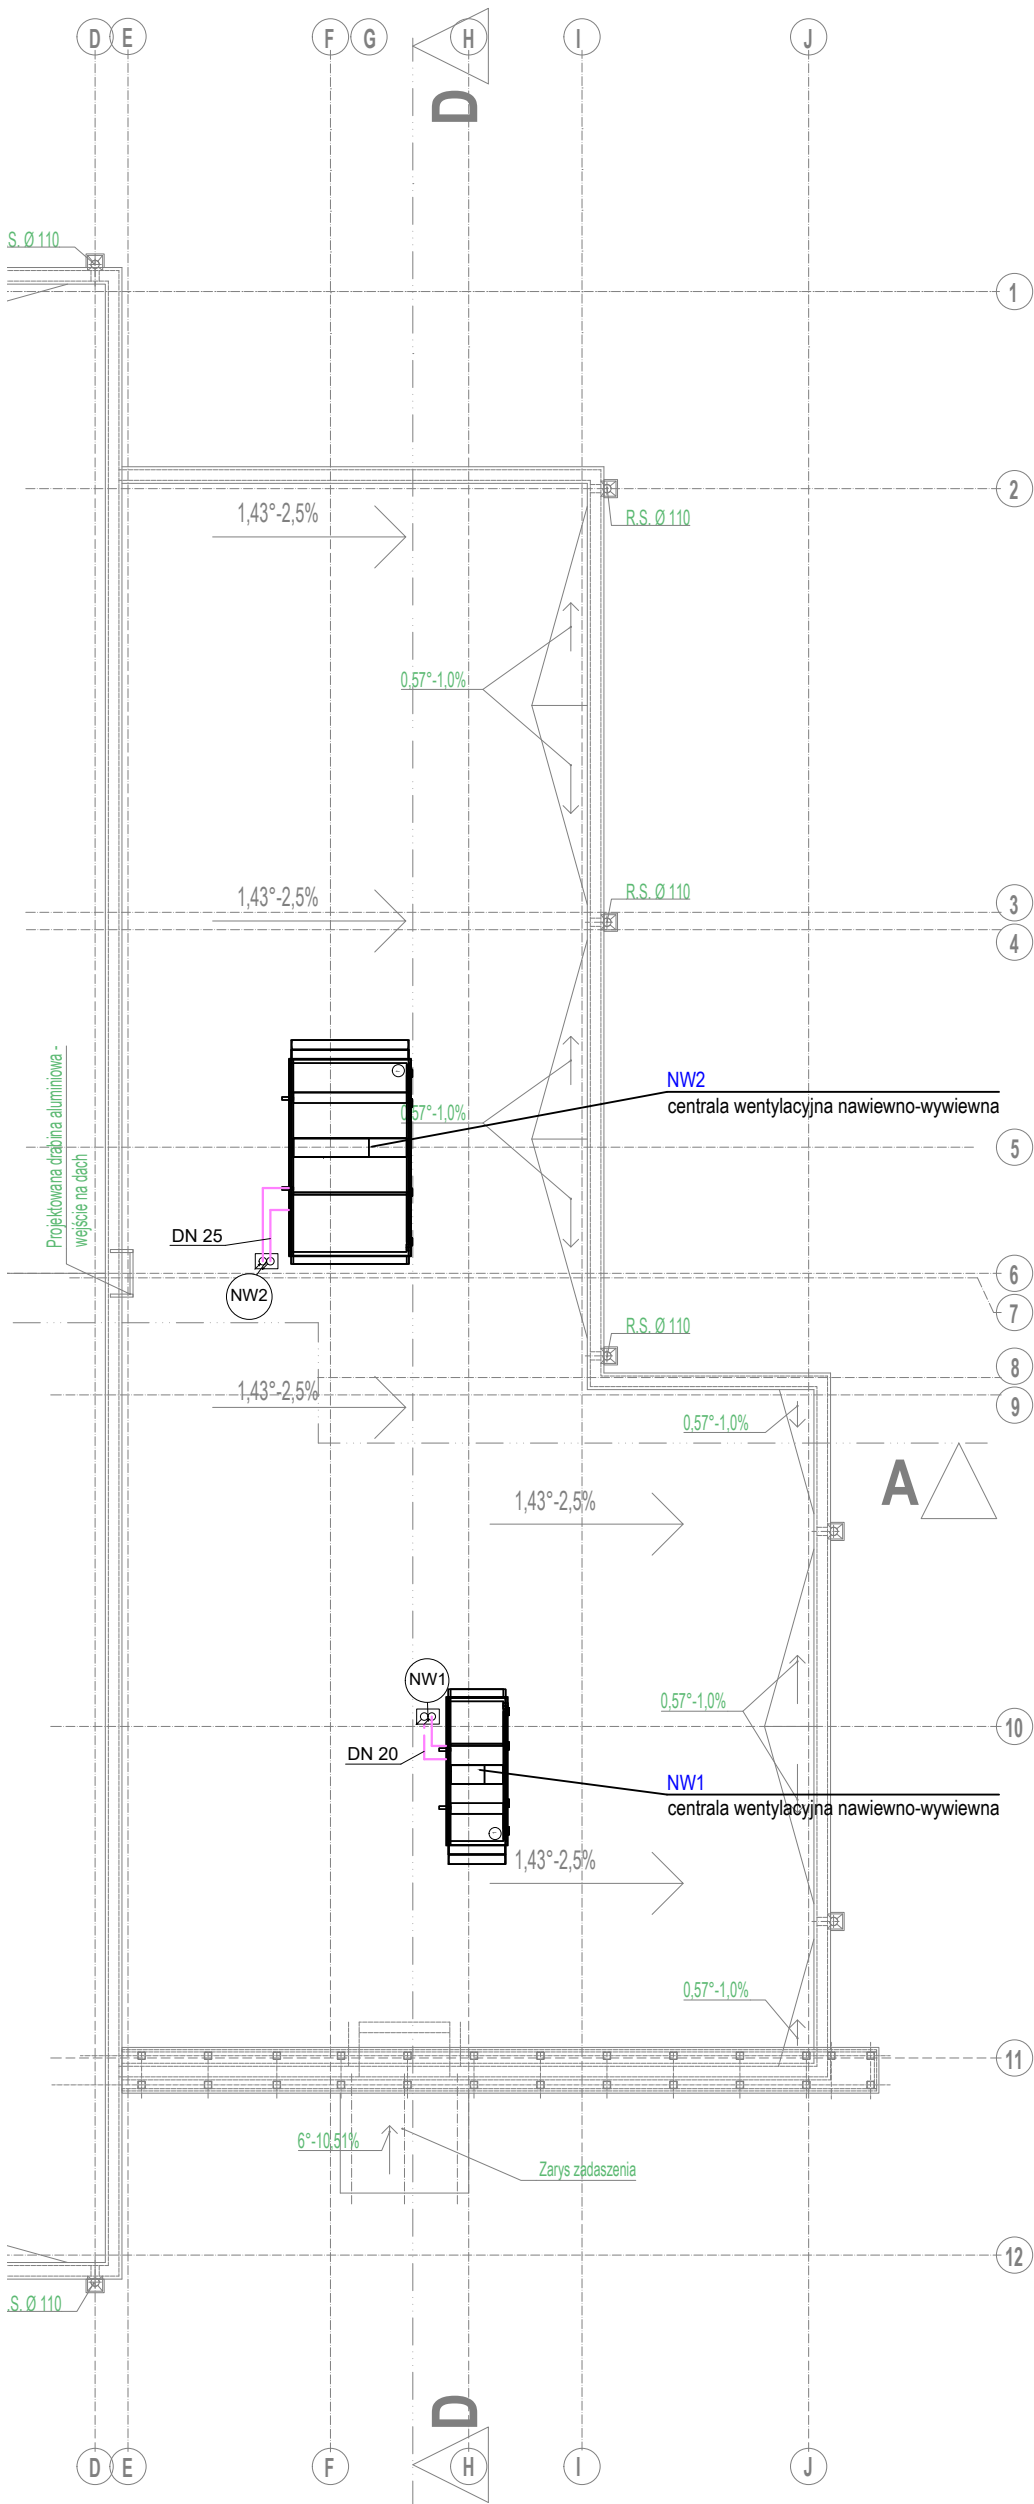 D E F G H I J
D
S. Ø 110
1
2
1,43°-2,5%
R.S. Ø 110
0,57°-1,0%
1,43°-2,5%
R.S. Ø 110
3
4
Projektowana drabina aluminiowa -
wejście na dach
NW2
centrala wentylacyjna nawiewno-wywiewna
0,57°-1,0%
5
DN 25
NW2
6
7
R.S. Ø 110
8
1,43°-2,5%
9
0,57°-1,0%
A
1,43°-2,5%
NW1
0,57°-1,0%
10
DN 20
NW1
centrala wentylacyjna nawiewno-wywiewna
1,43°-2,5%
0,57°-1,0%
11
6°-10,51%
Zarys zadaszenia
12
.S. Ø 110
D
D E F H I J